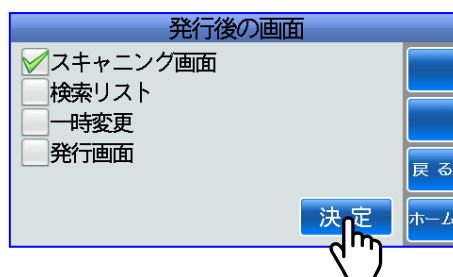 発行後の画面
スキャニング画面
検索リスト
一時変更
発行画面
戻る
決定
ホーム